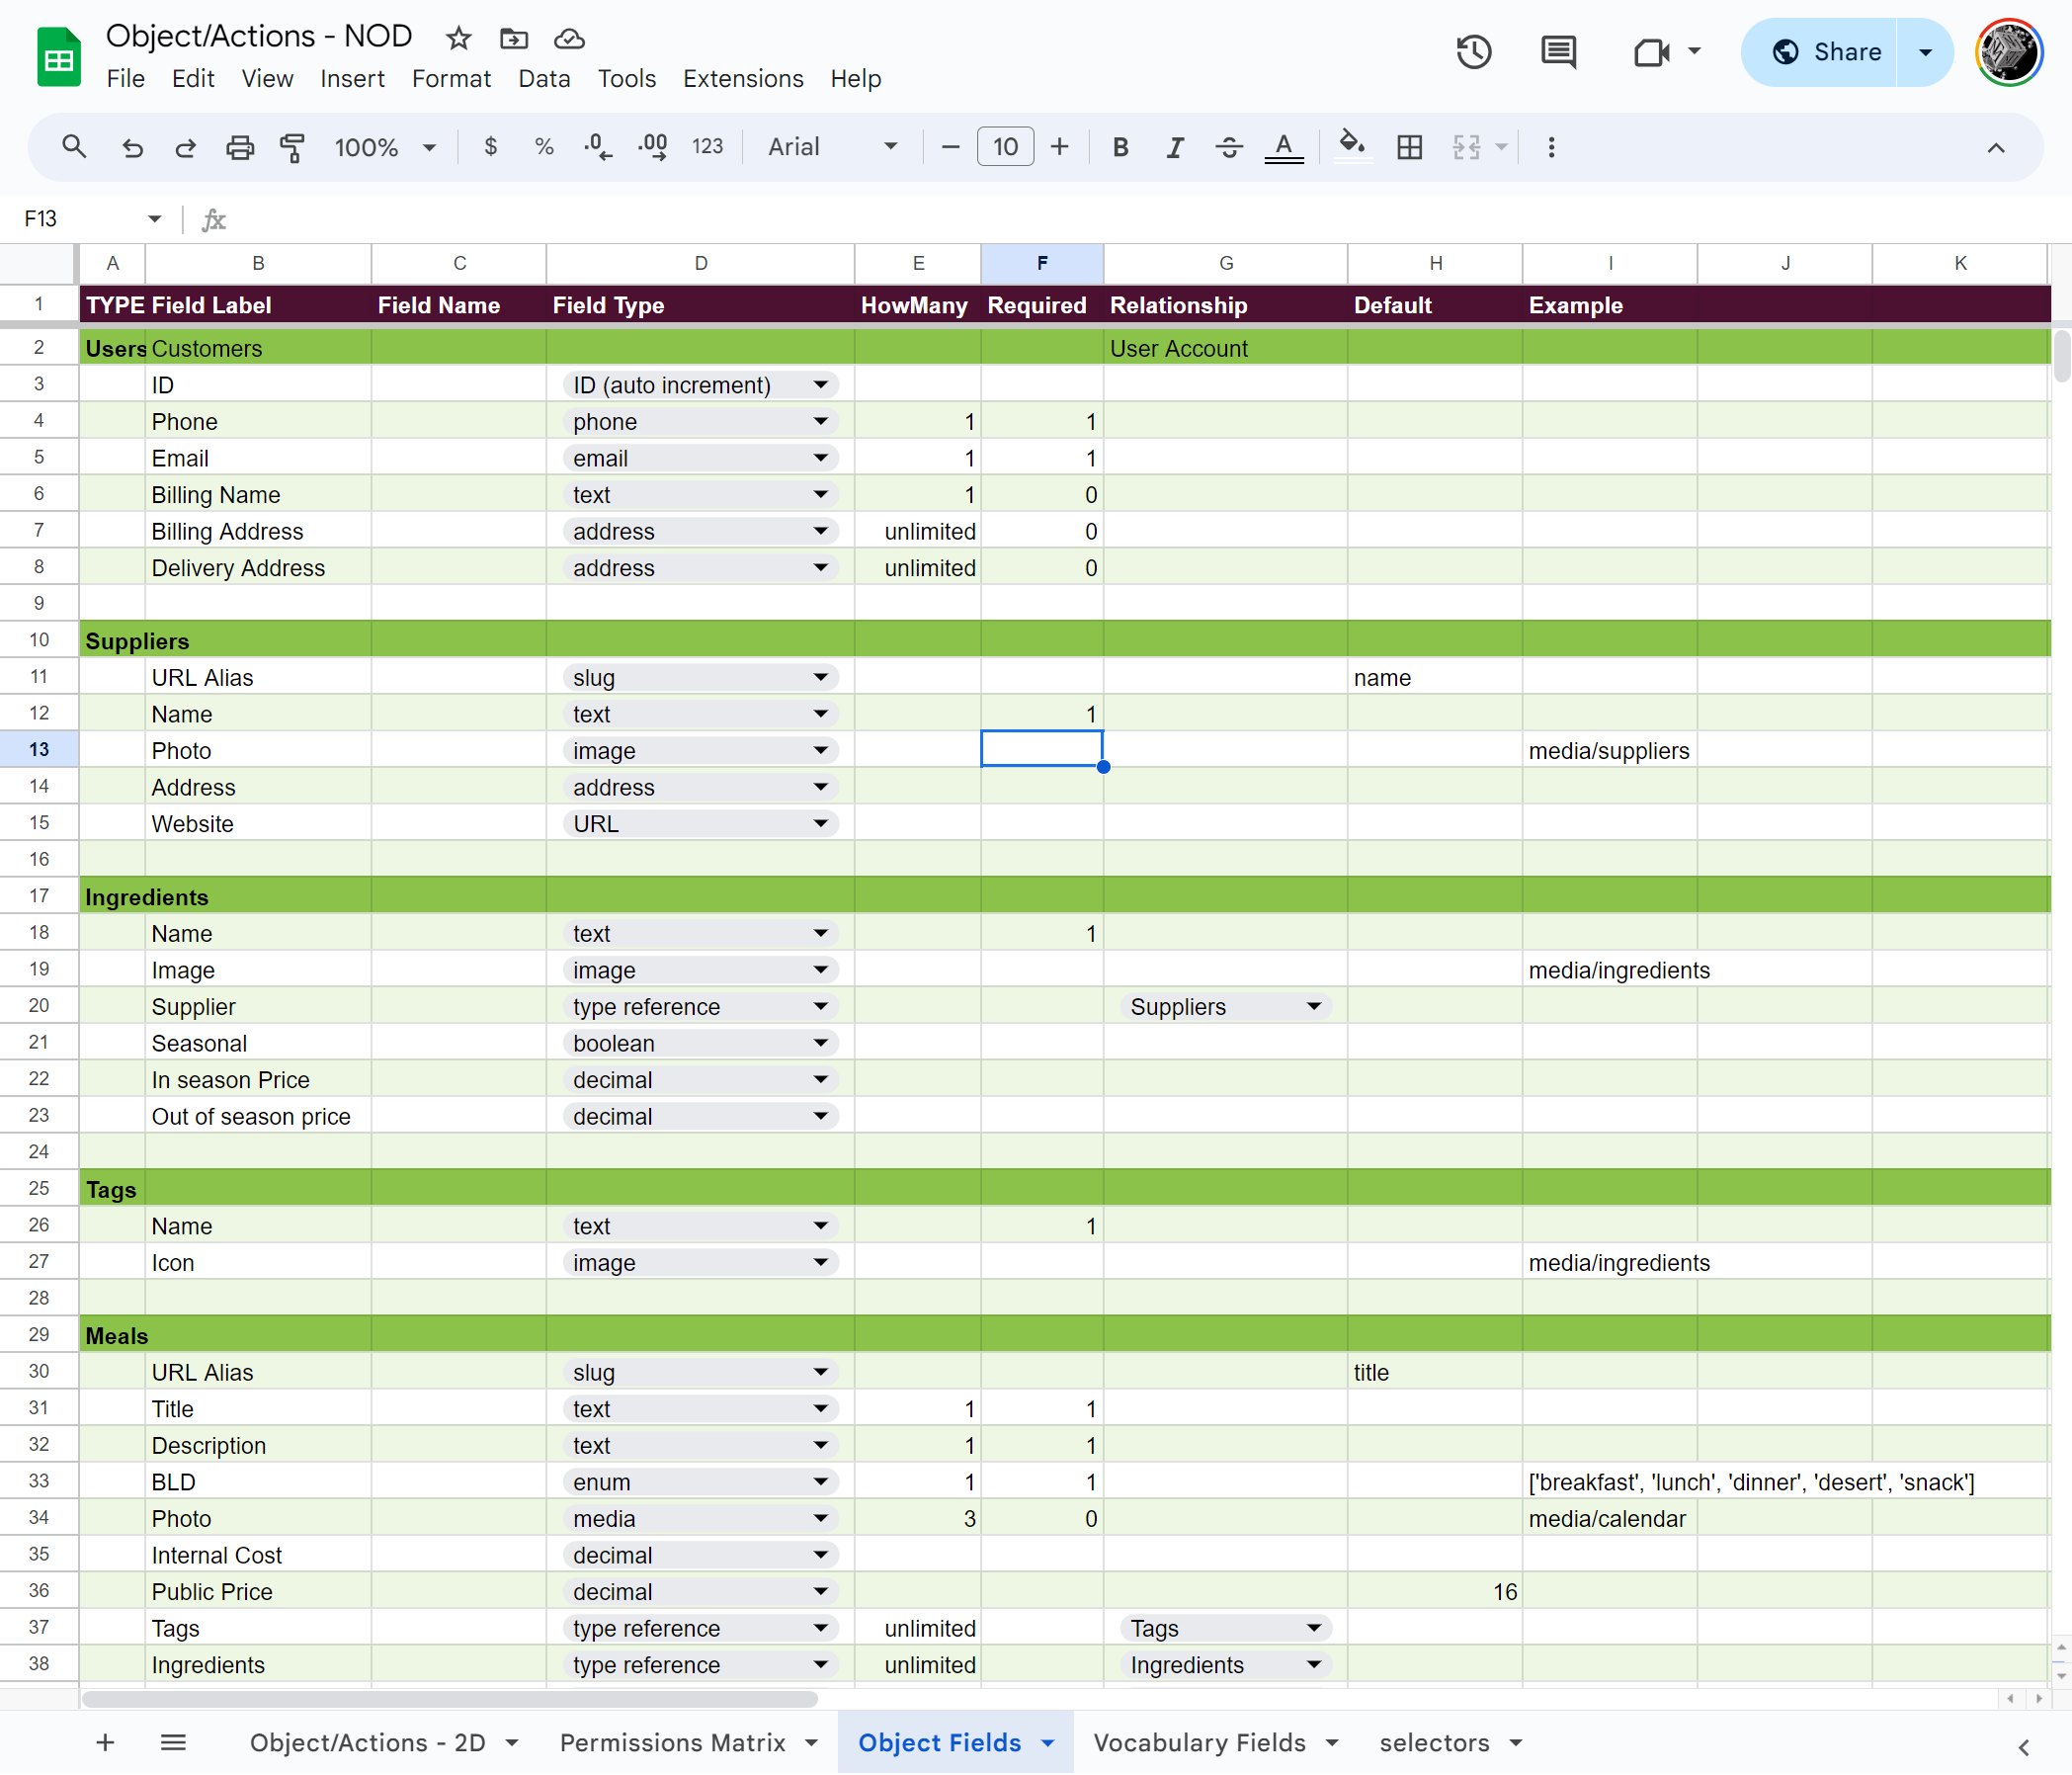 Object/Actions - NOD
File Edit View Insert Format Data Tools Extensions Help
Share
100% $ % .0 .00 123 Arial 10 B I S A
F13 fx
A B C D E F G H I J K
1 TYPE Field Label Field Name Field Type HowMany Required Relationship Default Example
2 Users Customers User Account
3 ID ID (auto increment)
4 Phone phone 1 1
5 Email email 1 1
6 Billing Name text 1 0
7 Billing Address address unlimited 0
8 Delivery Address address unlimited 0
9
10 Suppliers
11 URL Alias slug name
12 Name text 1
13 Photo image media/suppliers
14 Address address
15 Website URL
16
17 Ingredients
18 Name text 1
19 Image image media/ingredients
20 Supplier type reference Suppliers
21 Seasonal boolean
22 In season Price decimal
23 Out of season price decimal
24
25 Tags
26 Name text 1
27 Icon image media/ingredients
28
29 Meals
30 URL Alias slug title
31 Title text 1 1
32 Description text 1 1
33 BLD enum 1 1 ['breakfast', 'lunch', 'dinner', 'desert', 'snack']
34 Photo media 3 0 media/calendar
35 Internal Cost decimal
36 Public Price decimal 16
37 Tags type reference unlimited Tags
38 Ingredients type reference unlimited Ingredients
Object/Actions - 2D Permissions Matrix Object Fields Vocabulary Fields selectors